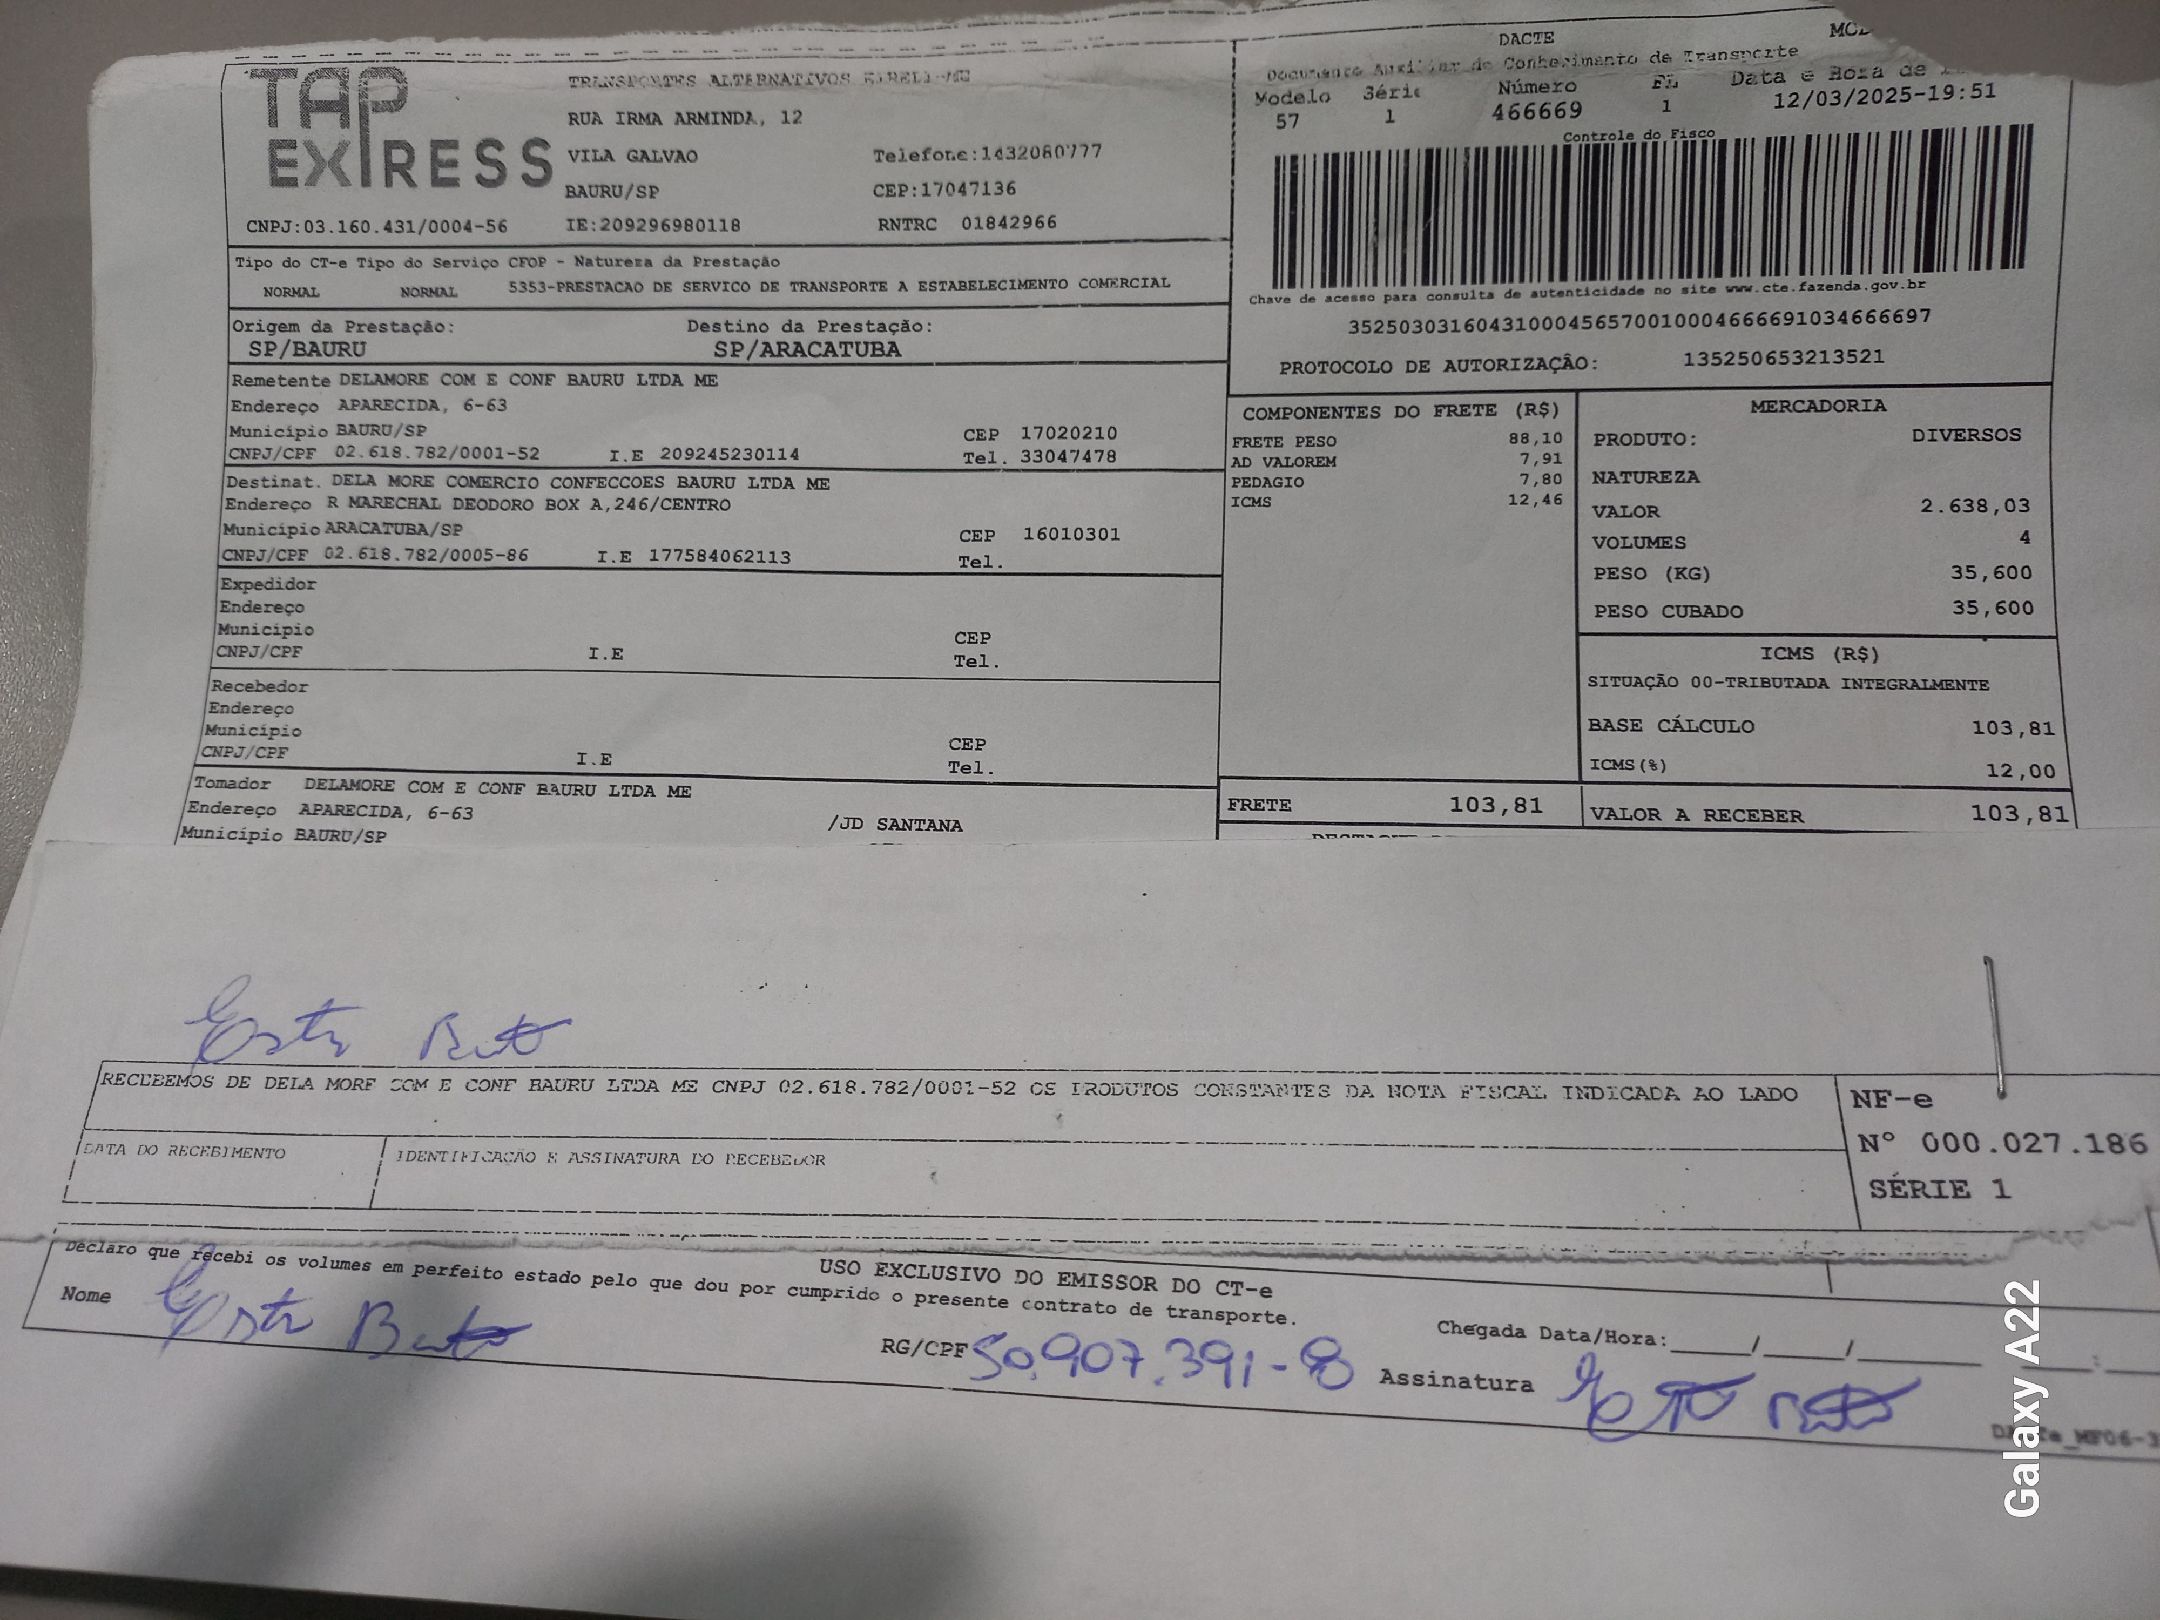 TAP
EXPRESS
TRANSPORTES ALTERNATIVOS EIRELI-ME
RUA IRMA ARMINDA, 12
VILA GALVAO Telefone:1432080777
BAURU/SP CEP:17047136
CNPJ:03.160.431/0004-56 IE:209296980118 RNTRC 01842966
DACTE
Documento Auxiliar do Conhecimento de Transporte
Modelo Série Número FL Data e Hora de
57 1 466669 1 12/03/2025-19:51
Controle do Fisco
Chave de acesso para consulta de autenticidade no site www.cte.fazenda.gov.br
PROTOCOLO DE AUTORIZAÇÃO: 135250653213521
Tipo do CT-e Tipo do Serviço CFOP - Natureza da Prestação
NORMAL NORMAL 5353-PRESTACAO DE SERVICO DE TRANSPORTE A ESTABELECIMENTO COMERCIAL
Origem da Prestação: Destino da Prestação:
SP/BAURU SP/ARACATUBA
Remetente DELAMORE COM E CONF BAURU LTDA ME
Endereço APARECIDA, 6-63
Município BAURU/SP CEP 17020210
CNPJ/CPF 02.618.782/0001-52 I.E 209245230114 Tel. 33047478
Destinat. DELA MORE COMERCIO CONFECCOES BAURU LTDA ME
Endereço R MARECHAL DEODORO BOX A,246/CENTRO
Município ARACATUBA/SP CEP 16010301
CNPJ/CPF 02.618.782/0005-86 I.E 177584062113 Tel.
Expedidor
Endereço
Município CEP
CNPJ/CPF I.E Tel.
Recebedor
Endereço
Município CEP
CNPJ/CPF I.E Tel.
Tomador DELAMORE COM E CONF BAURU LTDA ME
Endereço APARECIDA, 6-63 /JD SANTANA
Município BAURU/SP
COMPONENTES DO FRETE (R$)
FRETE PESO 88,10
AD VALOREM 7,91
PEDAGIO 7,80
ICMS 12,46
FRETE 103,81
MERCADORIA
PRODUTO: DIVERSOS
NATUREZA
VALOR 2.638,03
VOLUMES 4
PESO (KG) 35,600
PESO CUBADO 35,600
ICMS (R$)
SITUAÇÃO 00-TRIBUTADA INTEGRALMENTE
BASE CÁLCULO 103,81
ICMS(%) 12,00
VALOR A RECEBER 103,81
RECEBEMOS DE DELA MORE COM E CONF BAURU LTDA ME CNPJ 02.618.782/0001-52 OS PRODUTOS CONSTANTES DA NOTA FISCAL INDICADA AO LADO
DATA DO RECEBIMENTO IDENTIFICAÇÃO E ASSINATURA DO RECEBEDOR
NF-e
N° 000.027.186
SÉRIE 1
USO EXCLUSIVO DO EMISSOR DO CT-e
Declaro que recebi os volumes em perfeito estado pelo que dou por cumprido o presente contrato de transporte.
Nome RG/CPF 50.907.391-8 Assinatura
Chegada Data/Hora:____/____/______ ____:
Galaxy A22